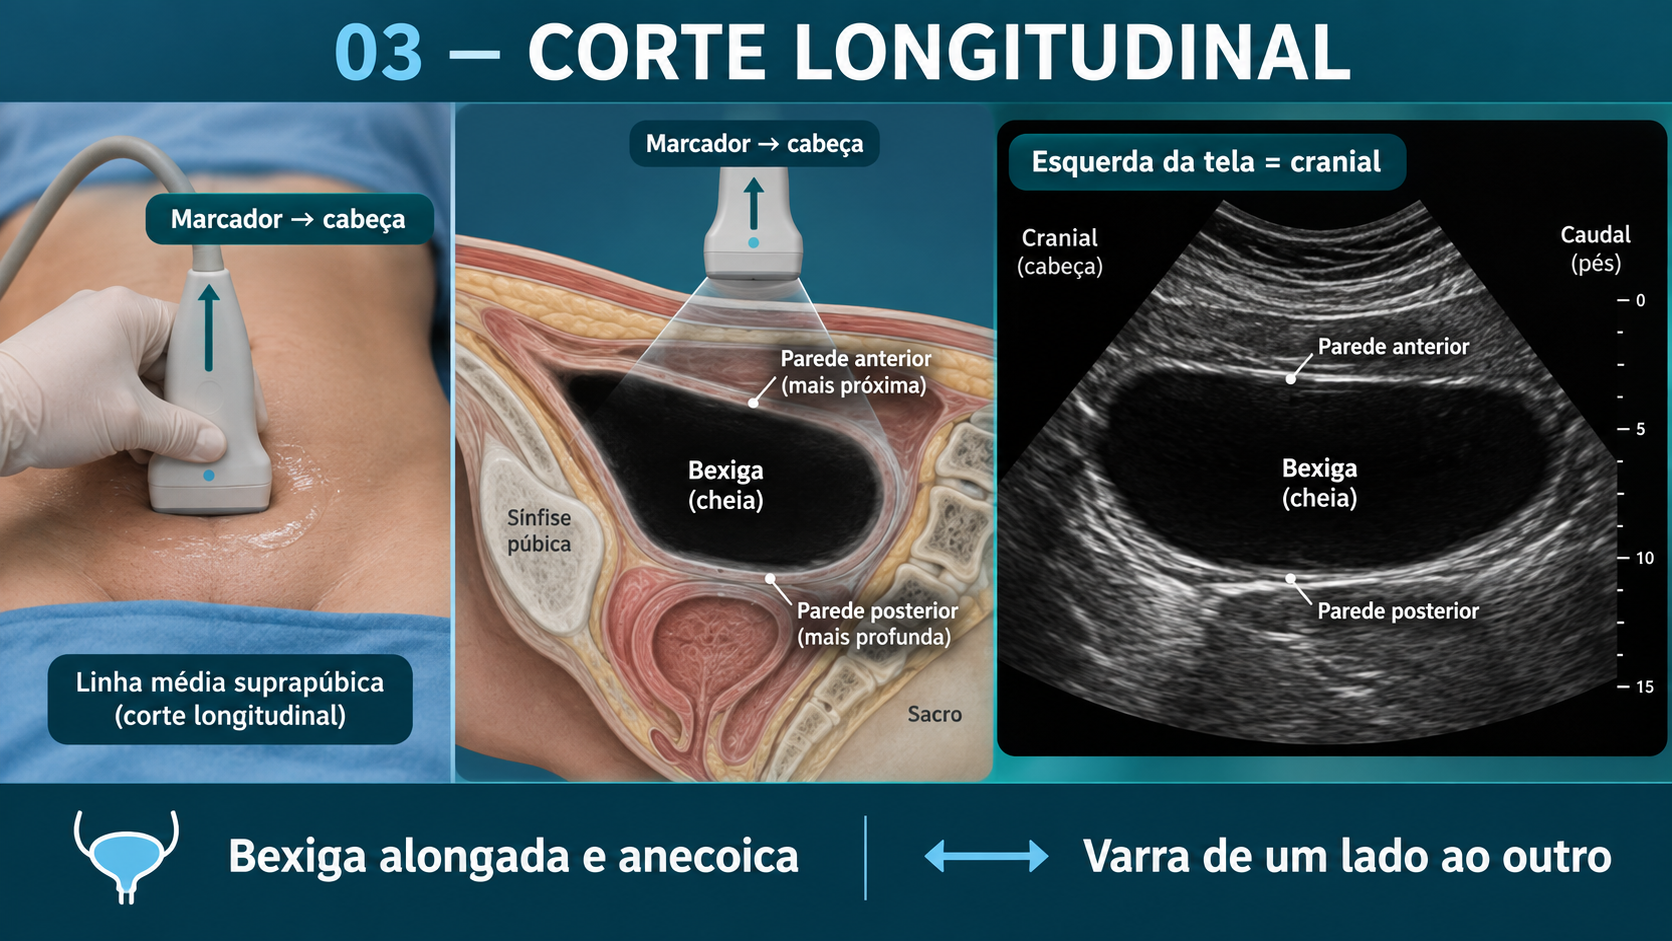 03 – CORTE LONGITUDINAL
Marcador → cabeça
Linha média suprapúbica
(corte longitudinal)
Marcador → cabeça
Parede anterior
(mais próxima)
Bexiga
(cheia)
Sínfise
púbica
Parede posterior
(mais profunda)
Sacro
Esquerda da tela = cranial
Cranial
(cabeça)
Caudal
(pés)
0
Parede anterior
5
Bexiga
(cheia)
10
Parede posterior
15
Bexiga alongada e anecoica
Varra de um lado ao outro